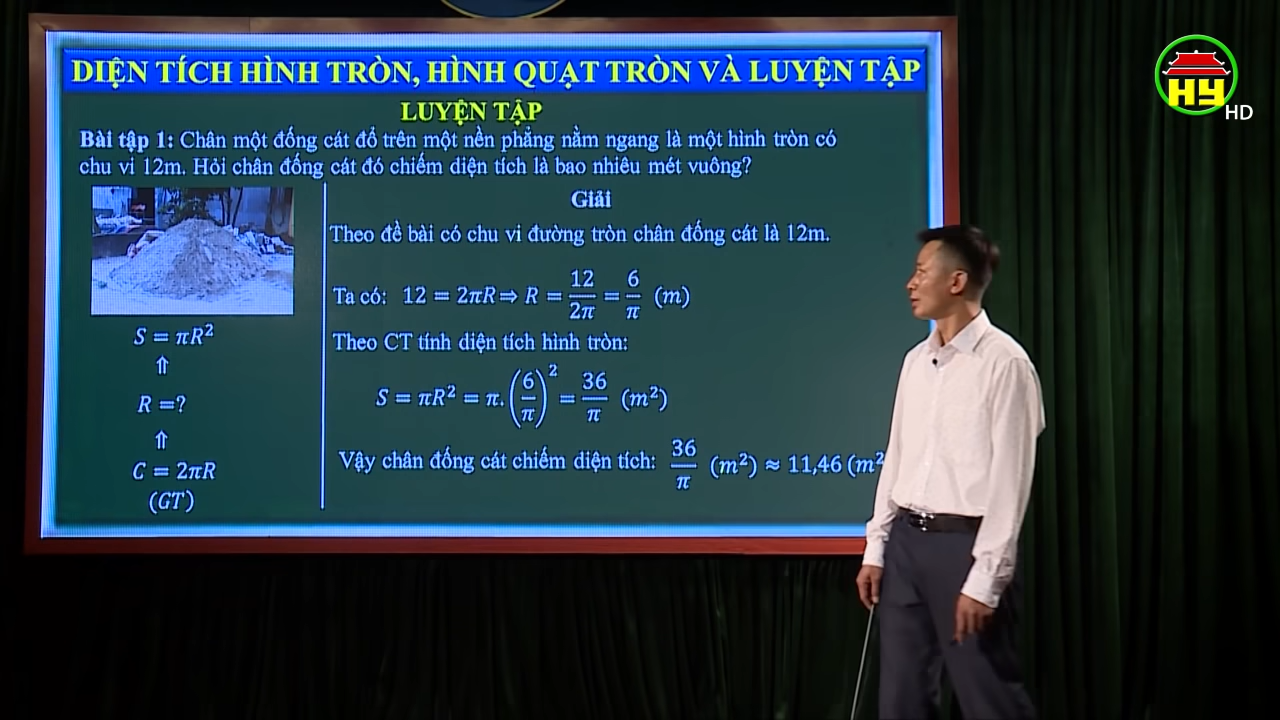 DIỆN TÍCH HÌNH TRÒN, HÌNH QUẠT TRÒN VÀ LUYỆN TẬP
LUYỆN TẬP
Bài tập 1: Chân một đống cát đổ trên một nền phẳng nằm ngang là một hình tròn có
chu vi 12m. Hỏi chân đống cát đó chiếm diện tích là bao nhiêu mét vuông?
S = πR²
⇑
R =?
⇑
C = 2πR
(GT)
Giải
Theo đề bài có chu vi đường tròn chân đống cát là 12m.
Ta có: 12 = 2πR ⇒ R = 12/2π = 6/π (m)
Theo CT tính diện tích hình tròn:
S = πR² = π.(6/π)² = 36/π (m²)
Vậy chân đống cát chiếm diện tích: 36/π (m²) ≈ 11,46 (m²
HY
HD